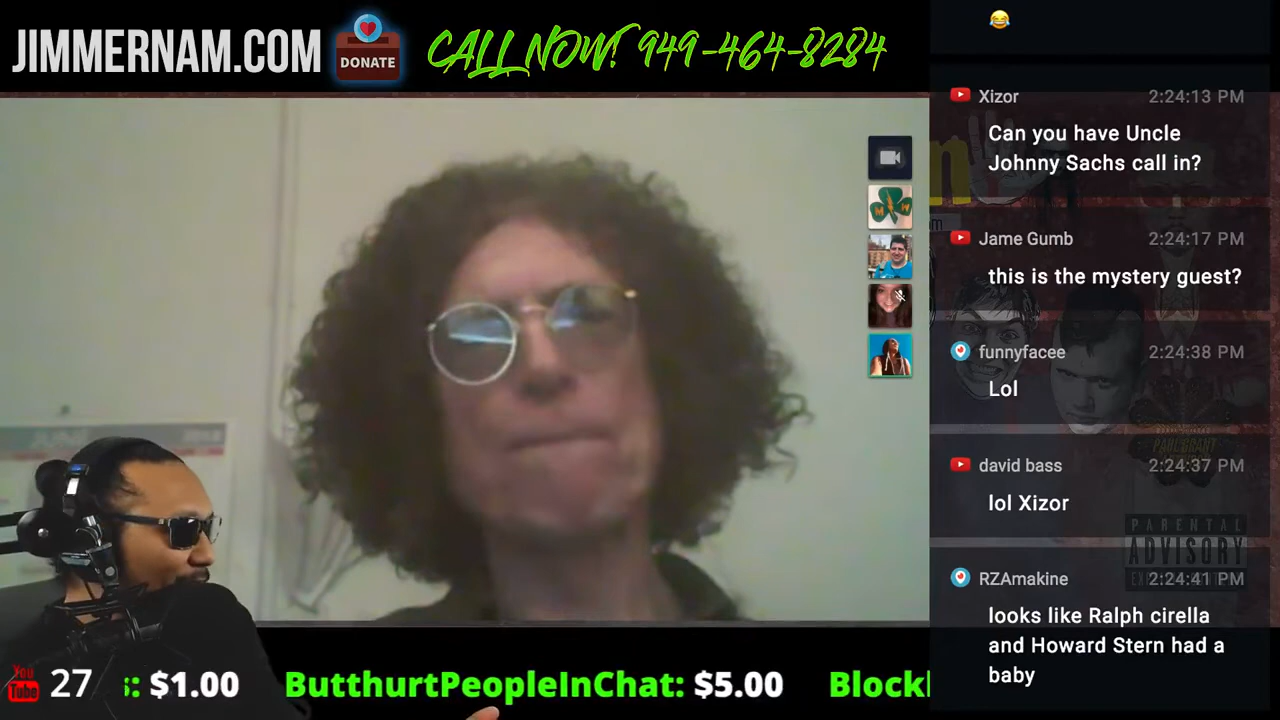 JIMMERNAM.COM
DONATE
CALL NOW! 949-464-8284
😂
Xizor 2:24:13 PM
Can you have Uncle
Johnny Sachs call in?
Jame Gumb 2:24:17 PM
this is the mystery guest?
funnyfacee 2:24:38 PM
Lol
david bass 2:24:37 PM
lol Xizor
PARENTAL
ADVISORY
RZAmakine 2:24:41 PM
looks like Ralph cirella
and Howard Stern had a
baby
JUNE
You
Tube
27
s: $1.00 ButthurtPeopleInChat: $5.00 Block